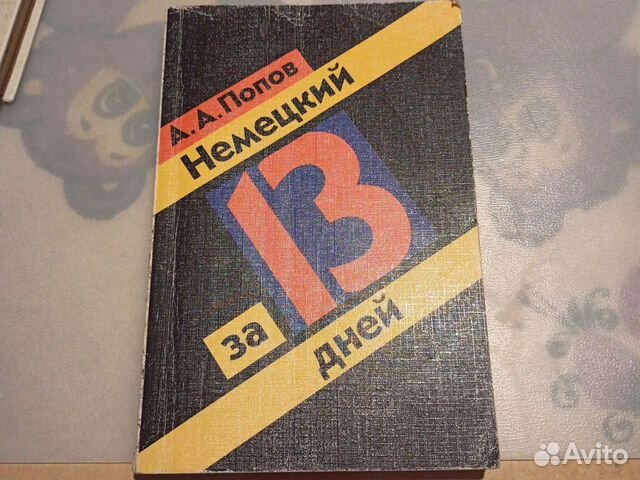 А.А.Попов
Немецкий
за
13
дней
Avito